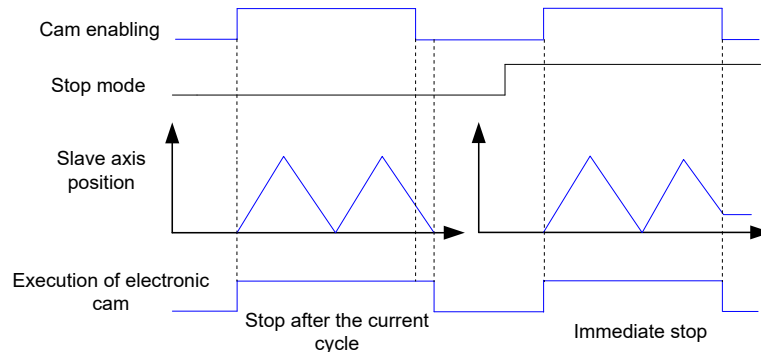 Cam enabling
Stop mode
Slave axis
position
Execution of electronic
cam
Stop after the current
cycle
Immediate stop